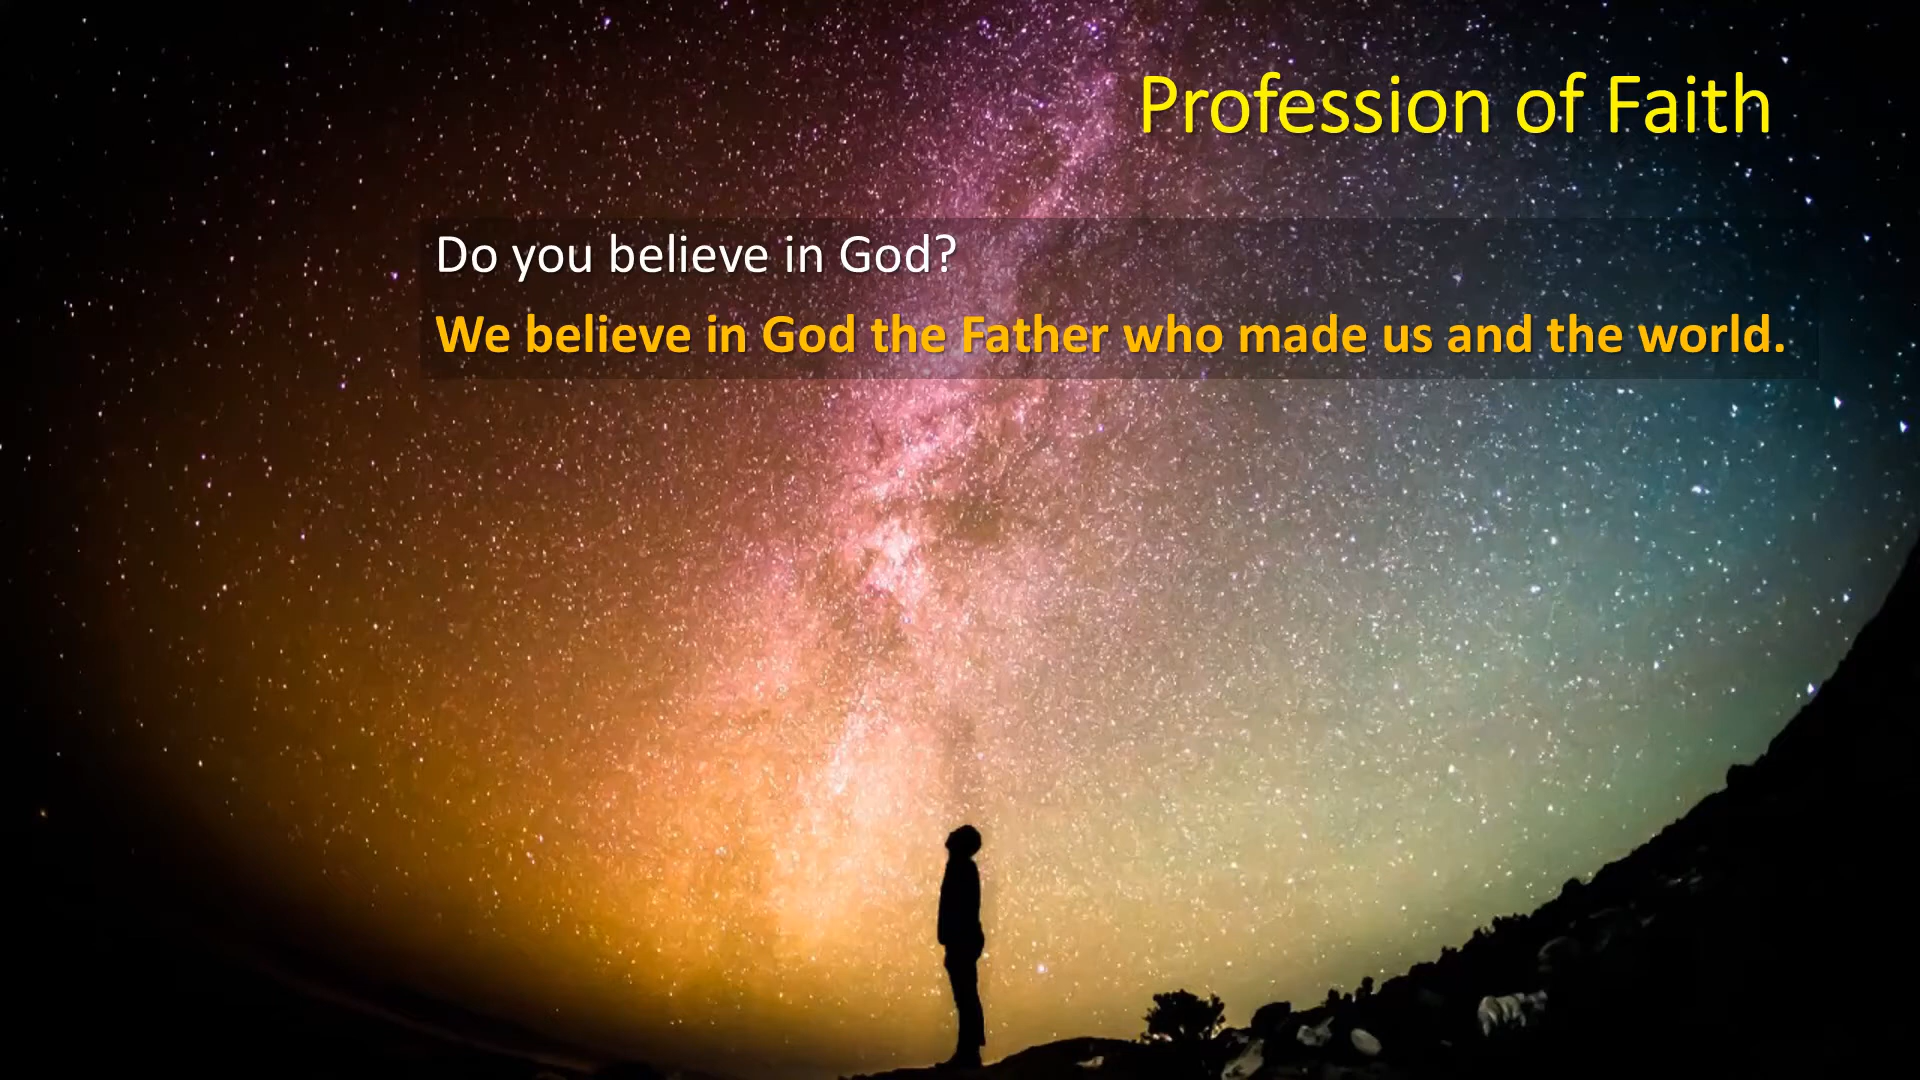 Profession of Faith
Do you believe in God?
We believe in God the Father who made us and the world.